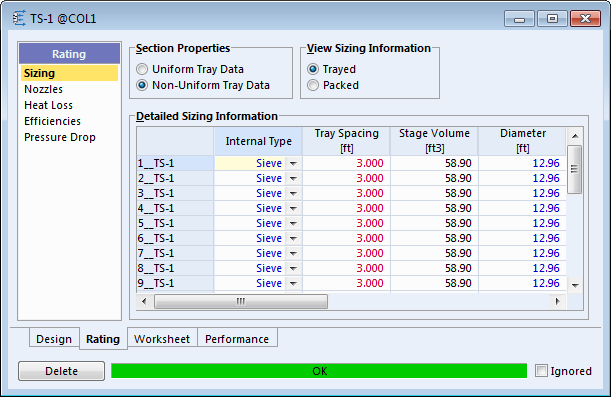 TS-1 @COL1
Rating
Sizing
Nozzles
Heat Loss
Efficiencies
Pressure Drop
Section Properties
Uniform Tray Data
Non-Uniform Tray Data
View Sizing Information
Trayed
Packed
Detailed Sizing Information
Internal Type Tray Spacing [ft] Stage Volume [ft3] Diameter [ft]
1__TS-1 Sieve 3.000 58.90 12.96
2__TS-1 Sieve 3.000 58.90 12.96
3__TS-1 Sieve 3.000 58.90 12.96
4__TS-1 Sieve 3.000 58.90 12.96
5__TS-1 Sieve 3.000 58.90 12.96
6__TS-1 Sieve 3.000 58.90 12.96
7__TS-1 Sieve 3.000 58.90 12.96
8__TS-1 Sieve 3.000 58.90 12.96
9__TS-1 Sieve 3.000 58.90 12.96
Design Rating Worksheet Performance
Delete OK Ignored